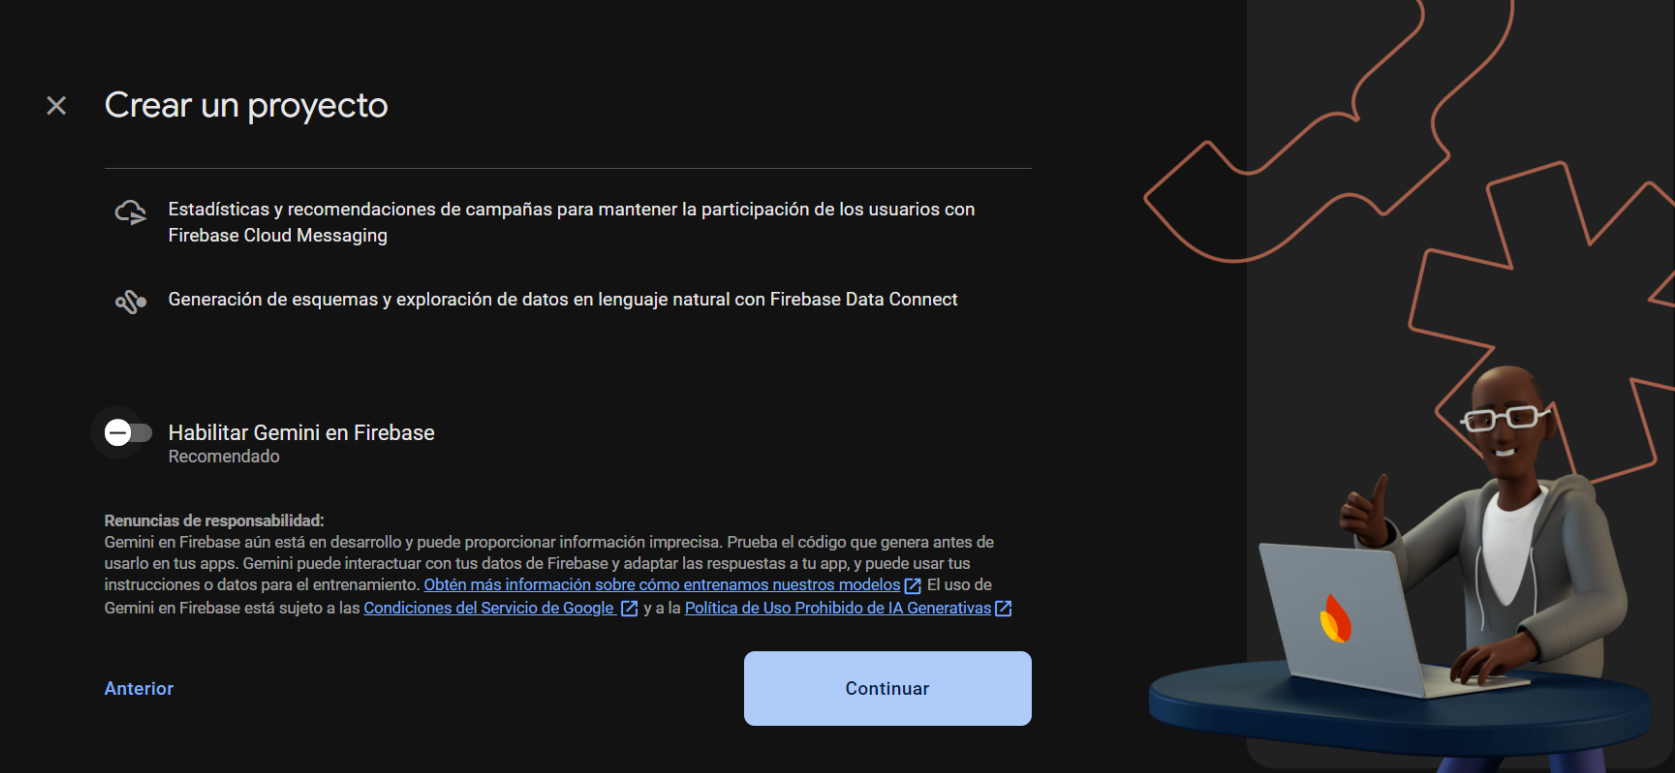 Crear un proyecto
Estadísticas y recomendaciones de campañas para mantener la participación de los usuarios con
Firebase Cloud Messaging
Generación de esquemas y exploración de datos en lenguaje natural con Firebase Data Connect
Habilitar Gemini en Firebase
Recomendado
Renuncias de responsabilidad:
Gemini en Firebase aún está en desarrollo y puede proporcionar información imprecisa. Prueba el código que genera antes de
usarlo en tus apps. Gemini puede interactuar con tus datos de Firebase y adaptar las respuestas a tu app, y puede usar tus
instrucciones o datos para el entrenamiento. Obtén más información sobre cómo entrenamos nuestros modelos El uso de
Gemini en Firebase está sujeto a las Condiciones del Servicio de Google y a la Política de Uso Prohibido de IA Generativas
Anterior
Continuar